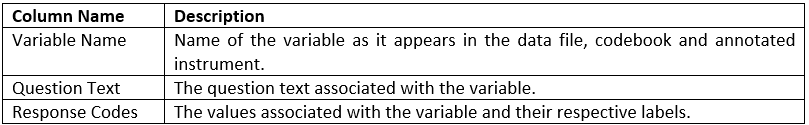 Column Name Description
Variable Name Name of the variable as it appears in the data file, codebook and annotated
instrument.
Question Text The question text associated with the variable.
Response Codes The values associated with the variable and their respective labels.